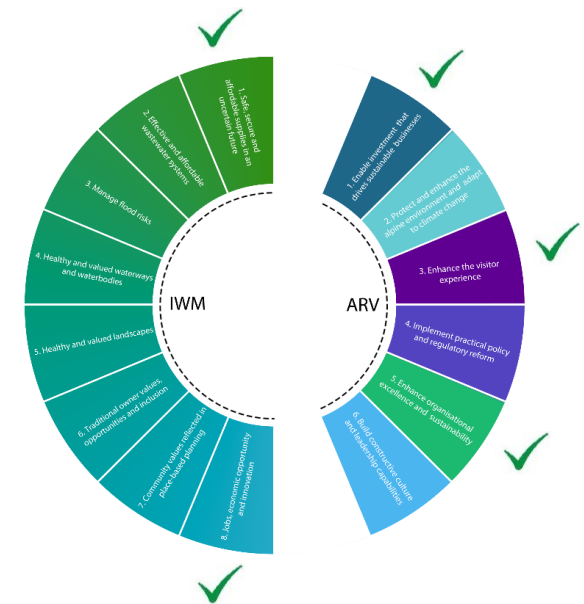 1. Safe, secure and
affordable supplies in an
uncertain future
2. Effective and affordable
wastewater systems
3. Manage flood risks
4. Healthy and valued waterways
and waterbodies
5. Healthy and valued landscapes
6. Traditional owner values,
opportunities and inclusion
7. Community values reflected in
place-based planning
8. Jobs, economic opportunity
and innovation
IWM
ARV
1. Enable investment that
drives sustainable businesses
2. Protect and enhance the
alpine environment and adapt
to climate change
3. Enhance the visitor
experience
4. Implement practical policy
and regulatory reform
5. Enhance organisational
excellence and sustainability
6. Build constructive culture
and leadership capabilities